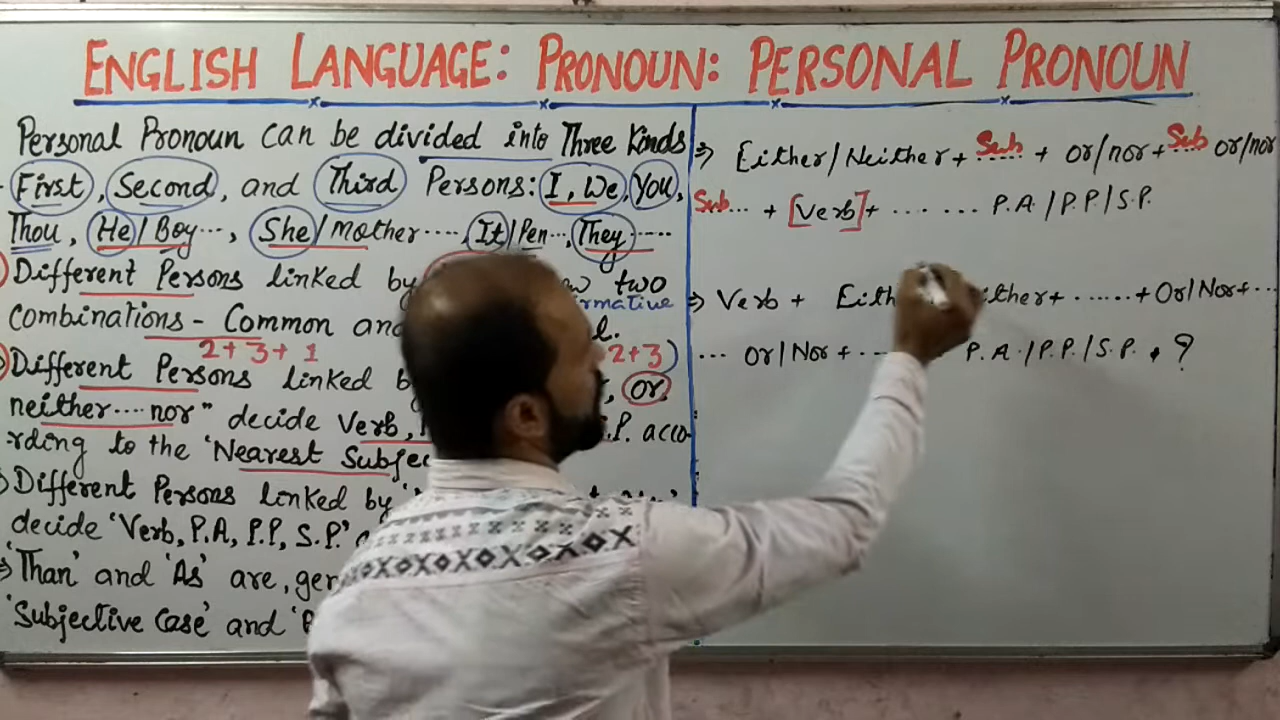 ENGLISH LANGUAGE: PRONOUN: PERSONAL PRONOUN
Personal Pronoun can be divided into Three Kinds
First, Second, and Third Persons: I, We, You,
Thou, He/Boy..., She/Mother...., It/Pen..., They.....
Different Persons linked by two
combinations - Common and
2+3+1 2+3)
Different Persons linked or
neither....nor" decide Verb, P. acco-
rding to the 'Nearest
Different Persons linked by
decide 'Verb, P.A, P.P, S.P.'
⇒ 'Than' and 'As' are,
'Subjective Case' and
⇒ Either/Neither + Sub..... + or/nor + Sub.... or/nor
Sub... + [Verb] + ....... P.A./P.P./S.P.
⇒ Verb + + ...... + Or/Nor + ...
... Or/Nor + ... P.A./P.P./S.P. . ?